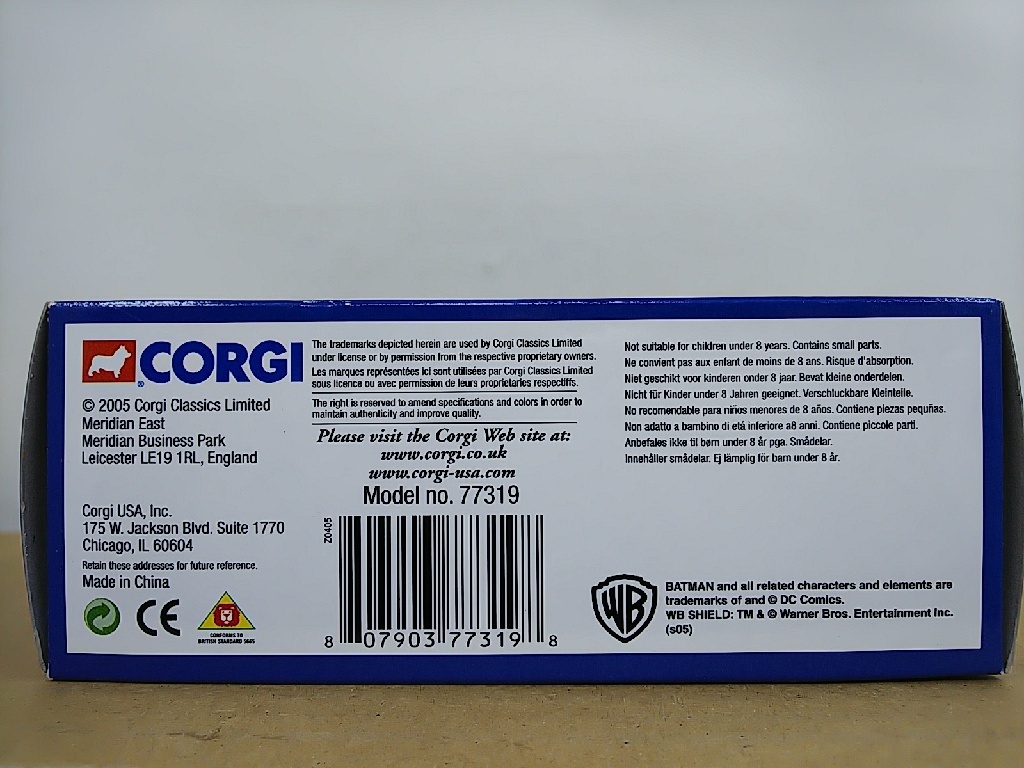 CORGI
®
© 2005 Corgi Classics Limited
Meridian East
Meridian Business Park
Leicester LE19 1RL, England
Corgi USA, Inc.
175 W. Jackson Blvd. Suite 1770
Chicago, IL 60604
Retain these addresses for future reference.
Made in China
CE
CONFORMS TO
BRITISH STANDARD 5665
The trademarks depicted herein are used by Corgi Classics Limited
under license or by permission from the respective proprietary owners.
Les marques représentées ici sont utilisées par Corgi Classics Limited
sous licence ou avec permission de leurs proprietaries respectiffs.
The right is reserved to amend specifications and colors in order to
maintain authenticity and improve quality.
Please visit the Corgi Web site at:
www.corgi.co.uk
www.corgi-usa.com
Model no. 77319
Z0405
8 07903 77319 8
Not suitable for children under 8 years. Contains small parts.
Ne convient pas aux enfant de moins de 8 ans. Risque d'absorption.
Niet geschikt voor kinderen onder 8 jaar. Bevat kleine onderdelen.
Nicht für Kinder unter 8 Jahren geeignet. Verschluckbare Kleinteile.
No recomendable para niños menores de 8 años. Contiene piezas pequñas.
Non adatto a bambino di età inferiore a8 anni. Contiene piccole parti.
Anbefales ikke til børn under 8 år pga. Smådelar.
Innehåller smådelar. Ej lämplig för barn under 8 år.
WB
BATMAN and all related characters and elements are
trademarks of and © DC Comics.
WB SHIELD: TM & © Warner Bros. Entertainment Inc.
(s05)